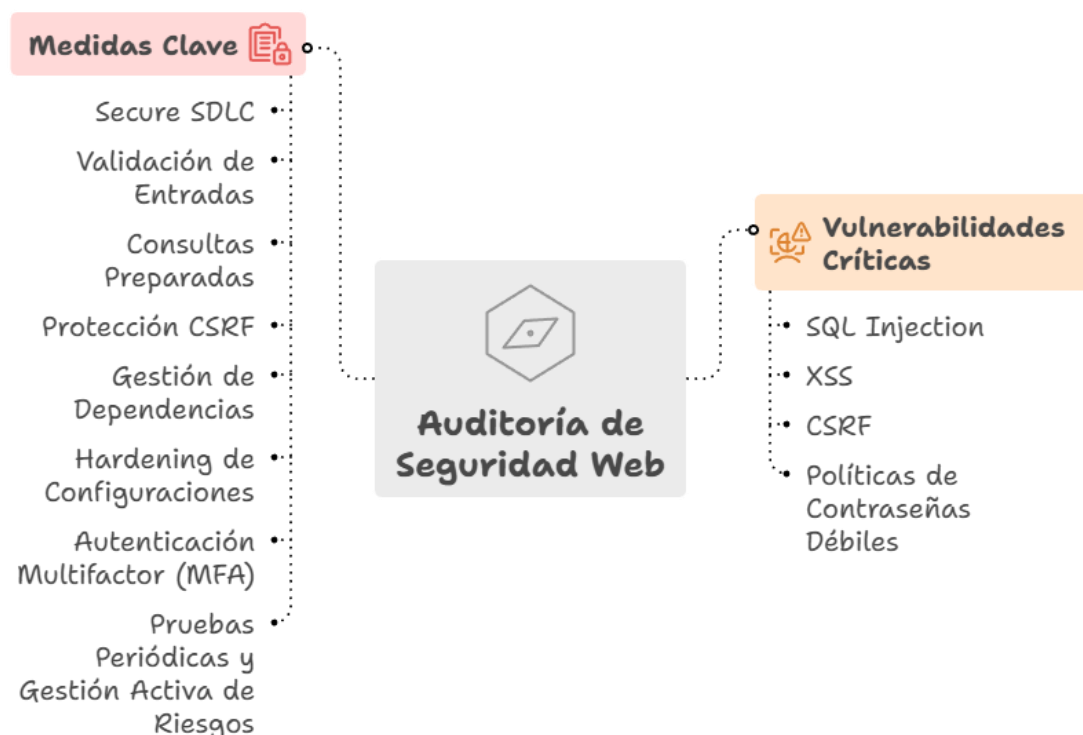 Medidas Clave
Secure SDLC
Validación de
Entradas
Consultas
Preparadas
Protección CSRF
Gestión de
Dependencias
Hardening de
Configuraciones
Autenticación
Multifactor (MFA)
Pruebas
Periódicas y
Gestión Activa de
Riesgos
Auditoría de
Seguridad Web
Vulnerabilidades
Críticas
SQL Injection
XSS
CSRF
Políticas de
Contraseñas
Débiles